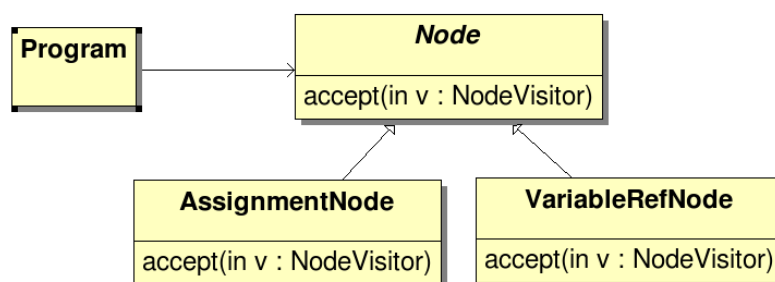 Program
Node
accept(in v : NodeVisitor)
AssignmentNode
accept(in v : NodeVisitor)
VariableRefNode
accept(in v : NodeVisitor)